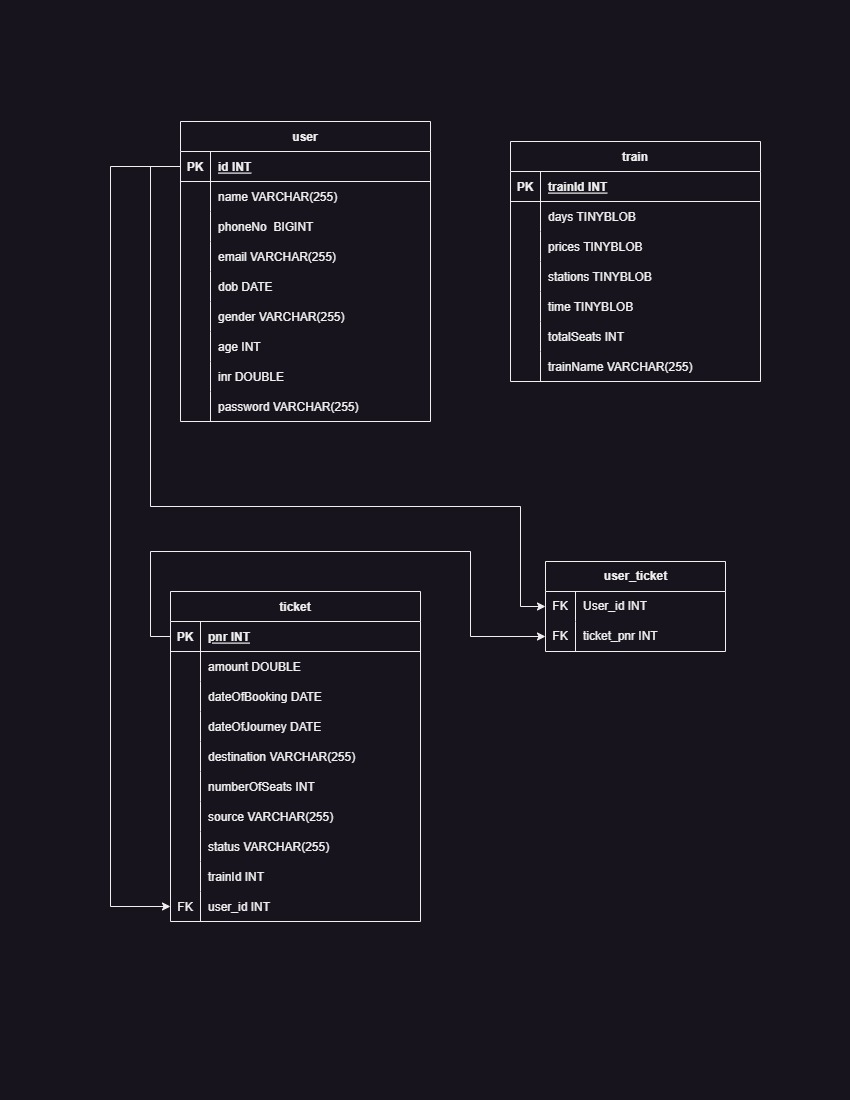 user
PK id INT
name VARCHAR(255)
phoneNo  BIGINT
email VARCHAR(255)
dob DATE
gender VARCHAR(255)
age INT
inr DOUBLE
password VARCHAR(255)
train
PK trainId INT
days TINYBLOB
prices TINYBLOB
stations TINYBLOB
time TINYBLOB
totalSeats INT
trainName VARCHAR(255)
ticket
PK pnr INT
amount DOUBLE
dateOfBooking DATE
dateOfJourney DATE
destination VARCHAR(255)
numberOfSeats INT
source VARCHAR(255)
status VARCHAR(255)
trainId INT
FK user_id INT
user_ticket
FK User_id INT
FK ticket_pnr INT